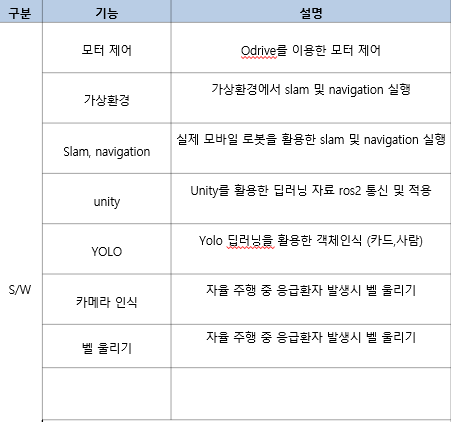 구분 기능 설명
모터 제어 Odrive를 이용한 모터 제어
가상환경 가상환경에서 slam 및 navigation 실행
Slam, navigation 실제 모바일 로봇을 활용한 slam 및 navigation 실행
unity Unity를 활용한 딥러닝 자료 ros2 통신 및 적용
YOLO Yolo 딥러닝을 활용한 객체인식 (카드,사람)
S/W
카메라 인식 자율 주행 중 응급환자 발생시 벨 울리기
벨 울리기 자율 주행 중 응급환자 발생시 벨 울리기